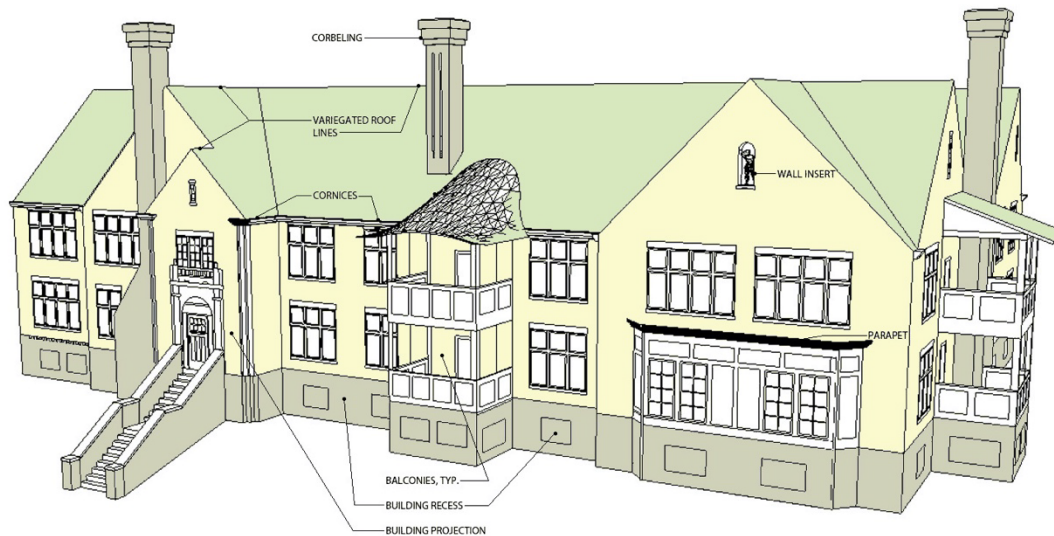 CORBELING
VARIEGATED ROOF
LINES
WALL INSERT
CORNICES
PARAPET
BALCONIES, TYP.
BUILDING RECESS
BUILDING PROJECTION